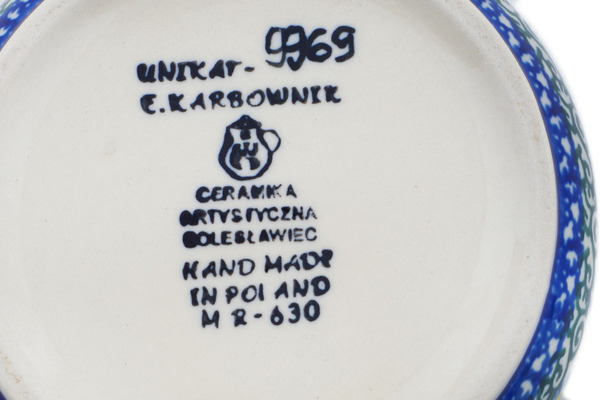 UNIKAT- 9969
E. KARBOWNIK
CERAMIKA
ARTYSTYCZNA
BOLESŁAWIEC
HAND MADE
IN POLAND
M R-630